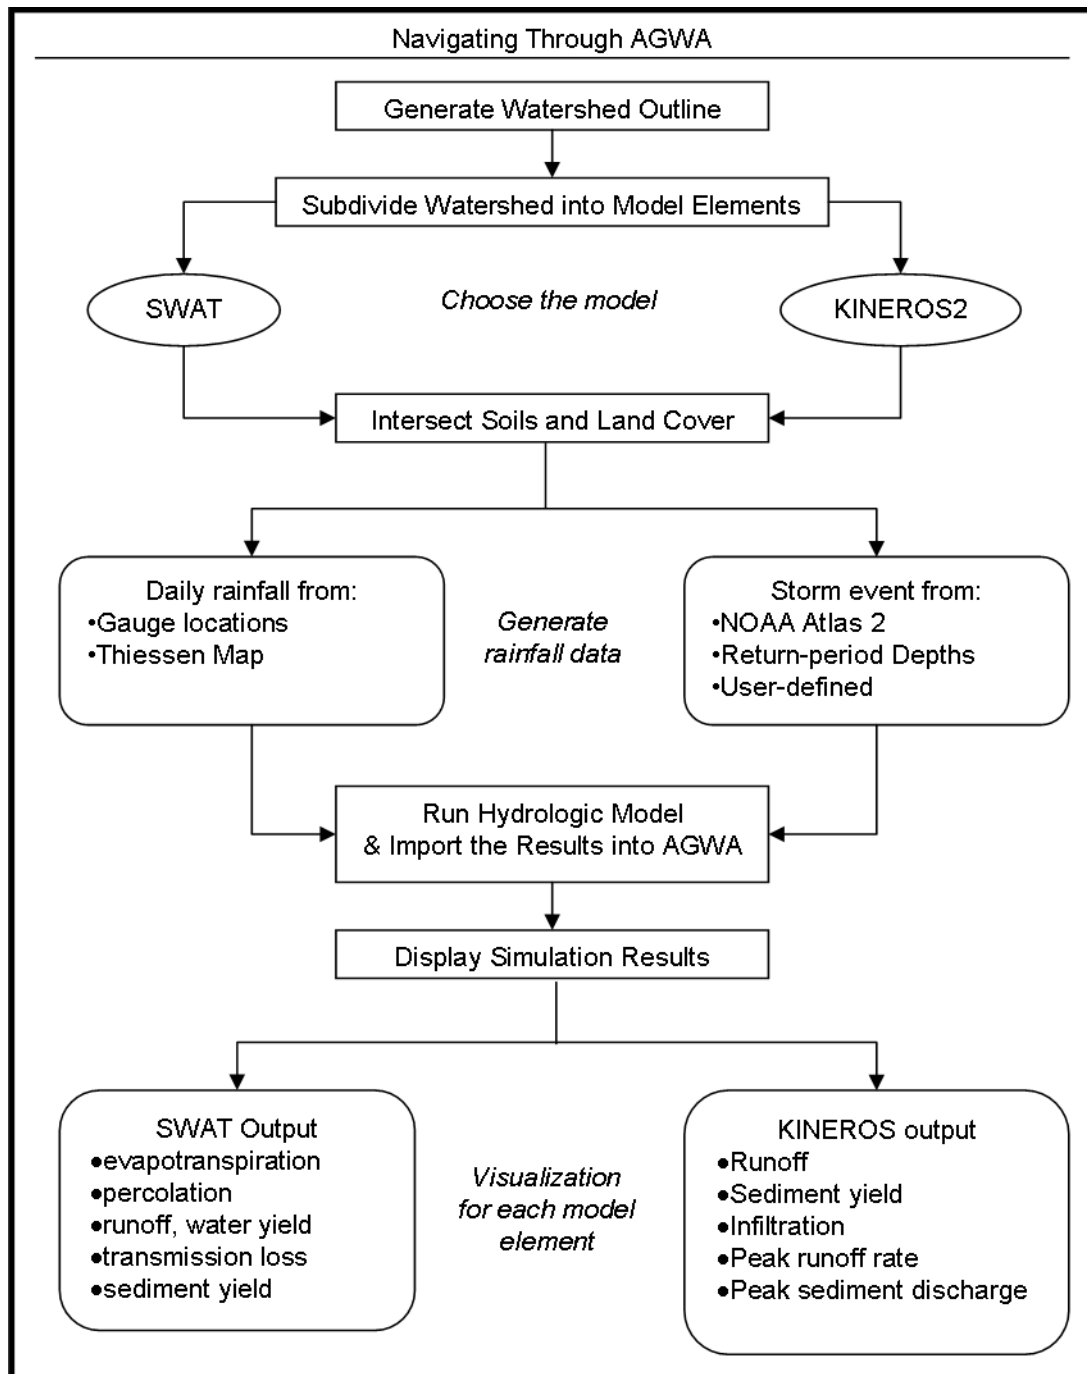 Navigating Through AGWA
Generate Watershed Outline
Subdivide Watershed into Model Elements
SWAT
Choose the model
KINEROS2
Intersect Soils and Land Cover
Daily rainfall from:
•Gauge locations
•Thiessen Map
Generate
rainfall data
Storm event from:
•NOAA Atlas 2
•Return-period Depths
•User-defined
Run Hydrologic Model
& Import the Results into AGWA
Display Simulation Results
SWAT Output
•evapotranspiration
•percolation
•runoff, water yield
•transmission loss
•sediment yield
Visualization
for each model
element
KINEROS output
•Runoff
•Sediment yield
•Infiltration
•Peak runoff rate
•Peak sediment discharge